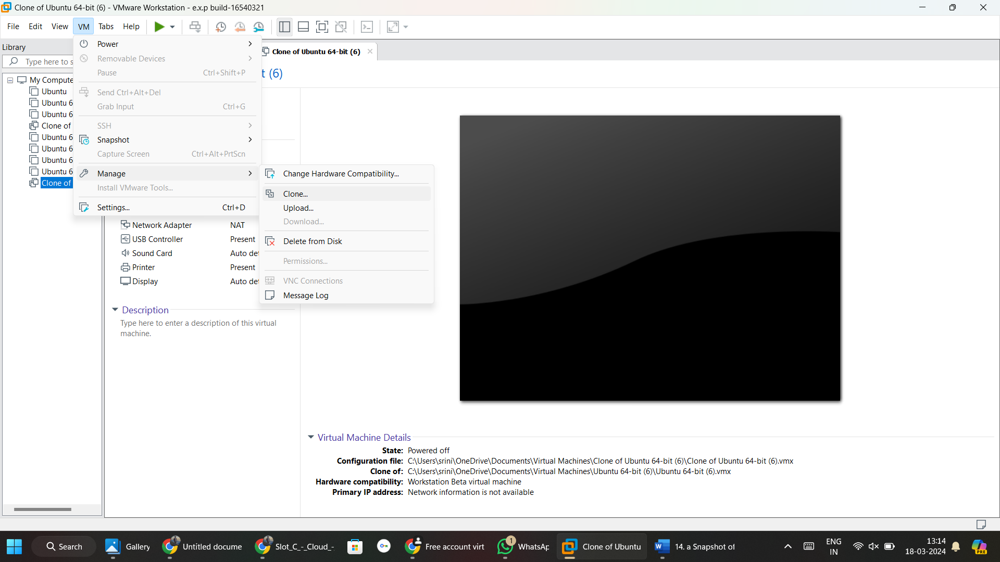 Clone of Ubuntu 64-bit (6) - VMware Workstation - e.x.p build-16540321
File Edit View VM Tabs Help
Library
Type here to s
My Compute
Ubuntu
Ubuntu 6
Ubuntu 6
Clone of
Ubuntu 6
Ubuntu 6
Ubuntu 6
Ubuntu 6
Clone of
Power
Removable Devices
Pause Ctrl+Shift+P
Send Ctrl+Alt+Del
Grab Input Ctrl+G
SSH
Snapshot
Capture Screen Ctrl+Alt+PrtScn
Manage
Install VMware Tools...
Settings... Ctrl+D
Change Hardware Compatibility...
Clone...
Upload...
Download...
Delete from Disk
Permissions...
VNC Connections
Message Log
Clone of Ubuntu 64-bit (6)
t (6)
Network Adapter NAT
USB Controller Present
Sound Card Auto det
Printer Present
Display Auto det
Description
Type here to enter a description of this virtual
machine.
Virtual Machine Details
State: Powered off
Configuration file: C:\Users\srini\OneDrive\Documents\Virtual Machines\Clone of Ubuntu 64-bit (6)\Clone of Ubuntu 64-bit (6).vmx
Clone of: C:\Users\srini\OneDrive\Documents\Virtual Machines\Ubuntu 64-bit (6)\Ubuntu 64-bit (6).vmx
Hardware compatibility: Workstation Beta virtual machine
Primary IP address: Network information is not available
Search Gallery Untitled docume Slot_C_-_Cloud_- Free account virt 1 WhatsAp Clone of Ubuntu 14. a Snapshot of
ENG
IN
13:14
18-03-2024
PRE